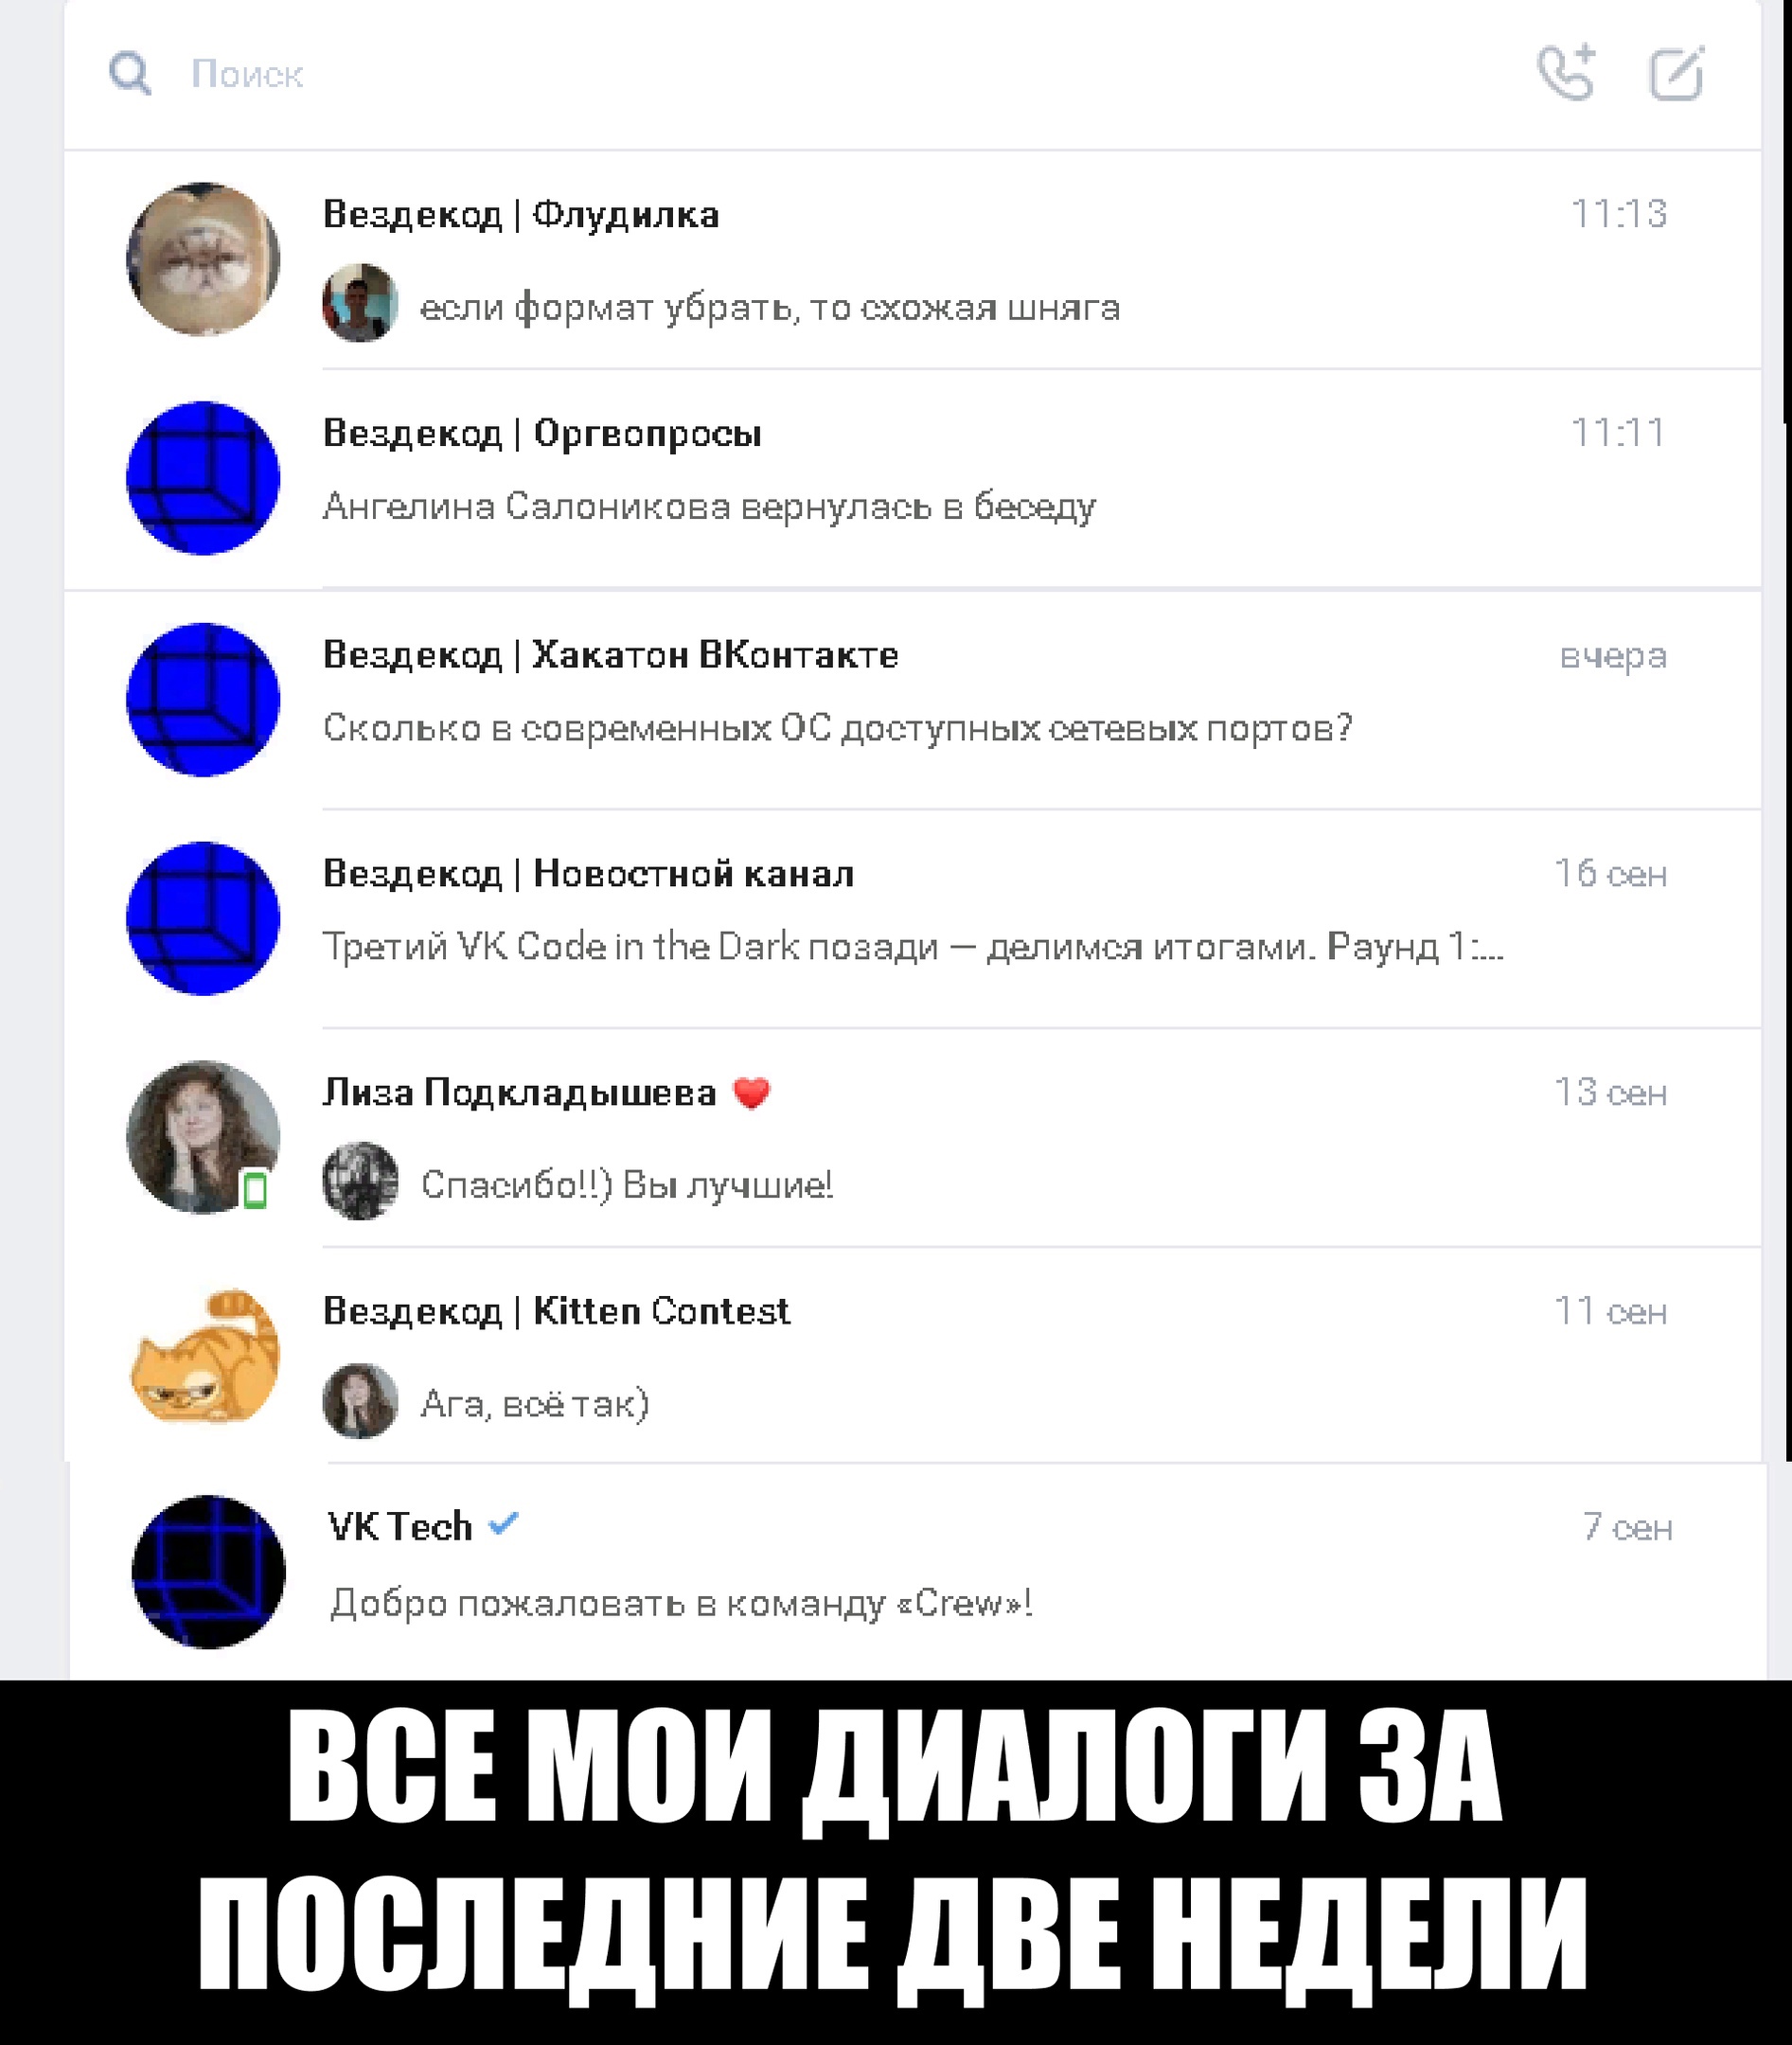 Поиск
Вездекод | Флудилка
11:13
если формат убрать, то схожая шняга
Вездекод | Оргвопросы
11:11
Ангелина Салоникова вернулась в беседу
Вездекод | Хакатон ВКонтакте
вчера
Сколько в современных ОС доступных сетевых портов?
Вездекод | Новостной канал
16 сен
Третий VK Code in the Dark позади — делимся итогами. Раунд 1:...
Лиза Подкладышева ❤️
13 сен
Спасибо!!) Вы лучшие!
Вездекод | Kitten Contest
11 сен
Ага, всё так)
VK Tech
7 сен
Добро пожаловать в команду «Crew»!
ВСЕ МОИ ДИАЛОГИ ЗА
ПОСЛЕДНИЕ ДВЕ НЕДЕЛИ